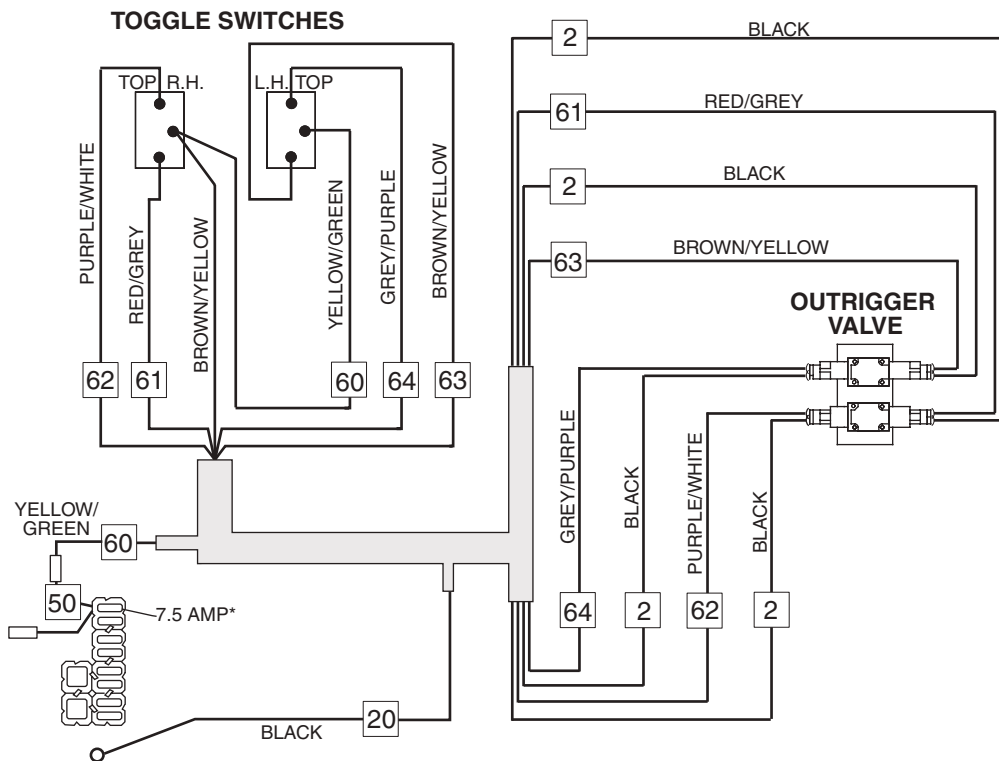 TOGGLE SWITCHES
TOP R.H.
L.H. TOP
PURPLE/WHITE
RED/GREY
BROWN/YELLOW
YELLOW/GREEN
GREY/PURPLE
BROWN/YELLOW
62
61
60
64
63
2
BLACK
61
RED/GREY
2
BLACK
63
BROWN/YELLOW
OUTRIGGER
VALVE
GREY/PURPLE
BLACK
PURPLE/WHITE
BLACK
64
2
62
2
YELLOW/
GREEN
60
50
7.5 AMP*
20
BLACK